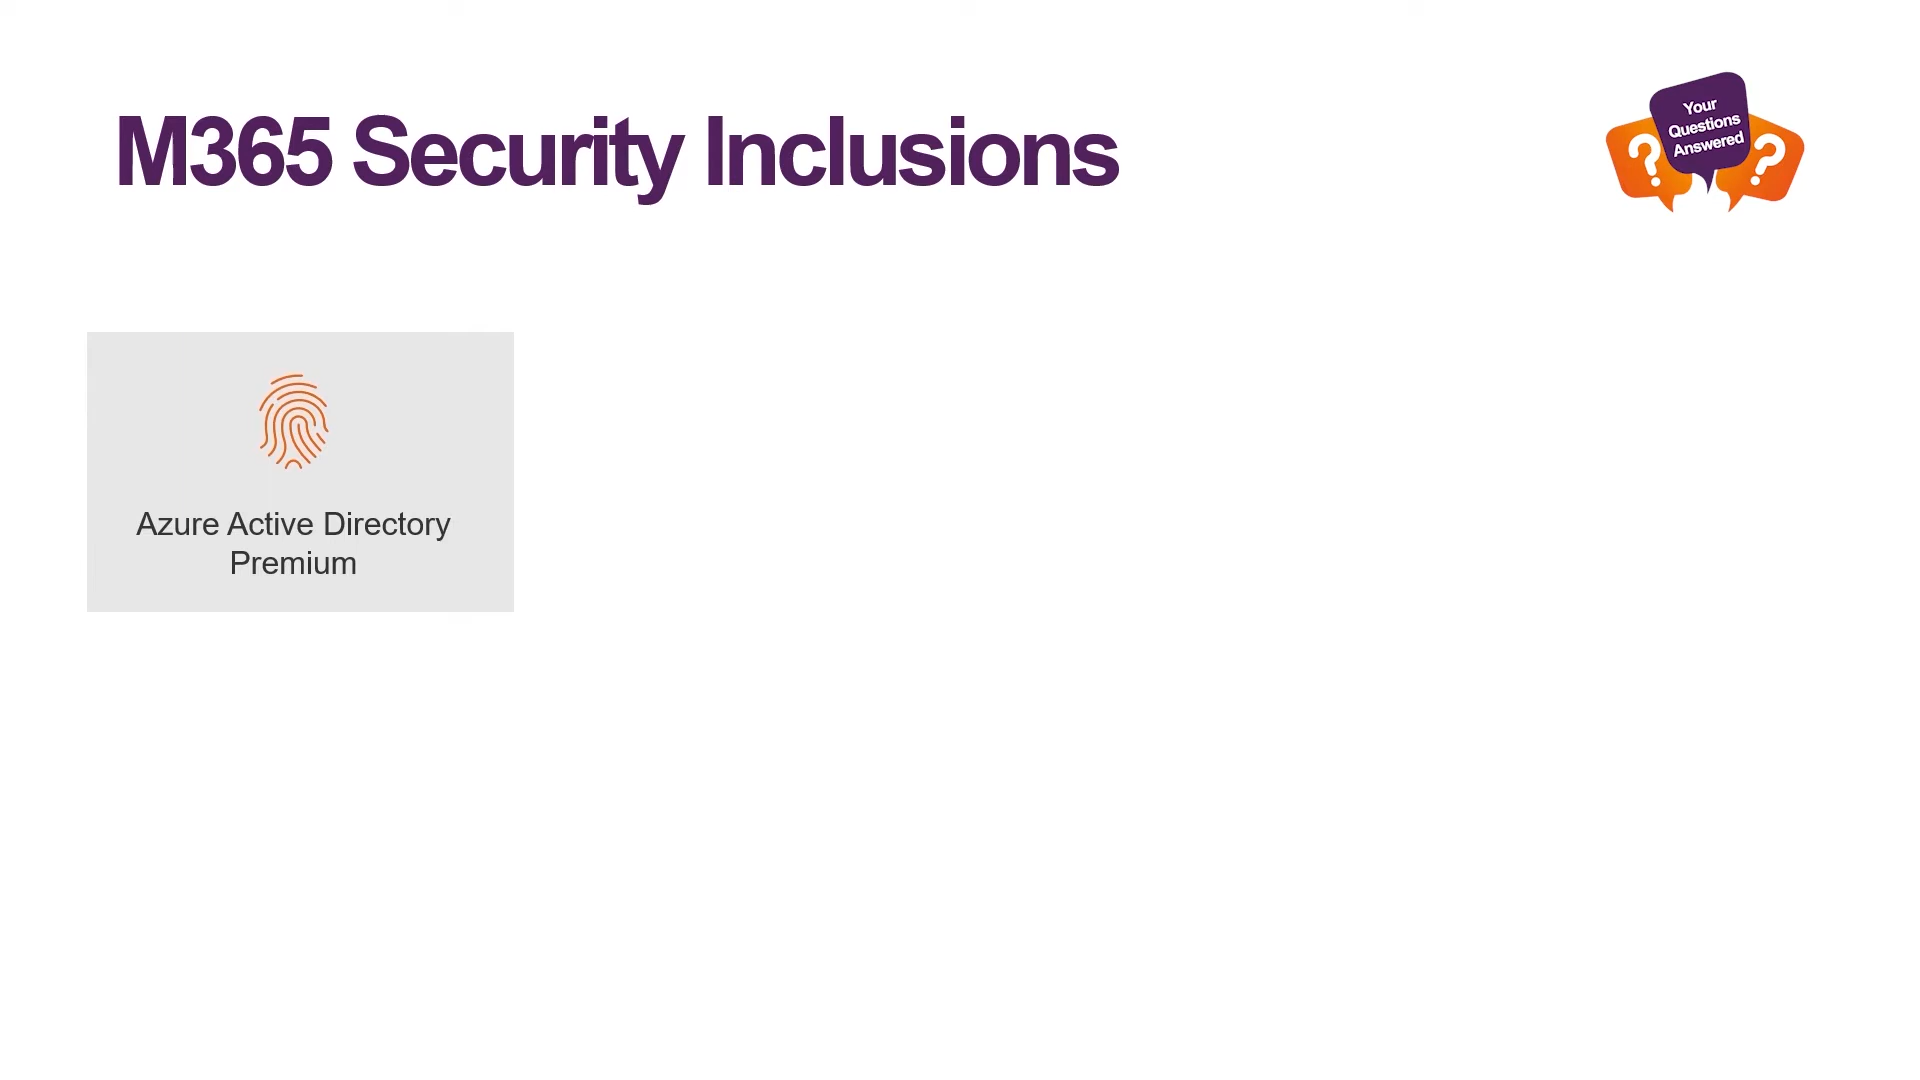 M365 Security Inclusions
Your
Questions
Answered
? ?
Azure Active Directory
Premium